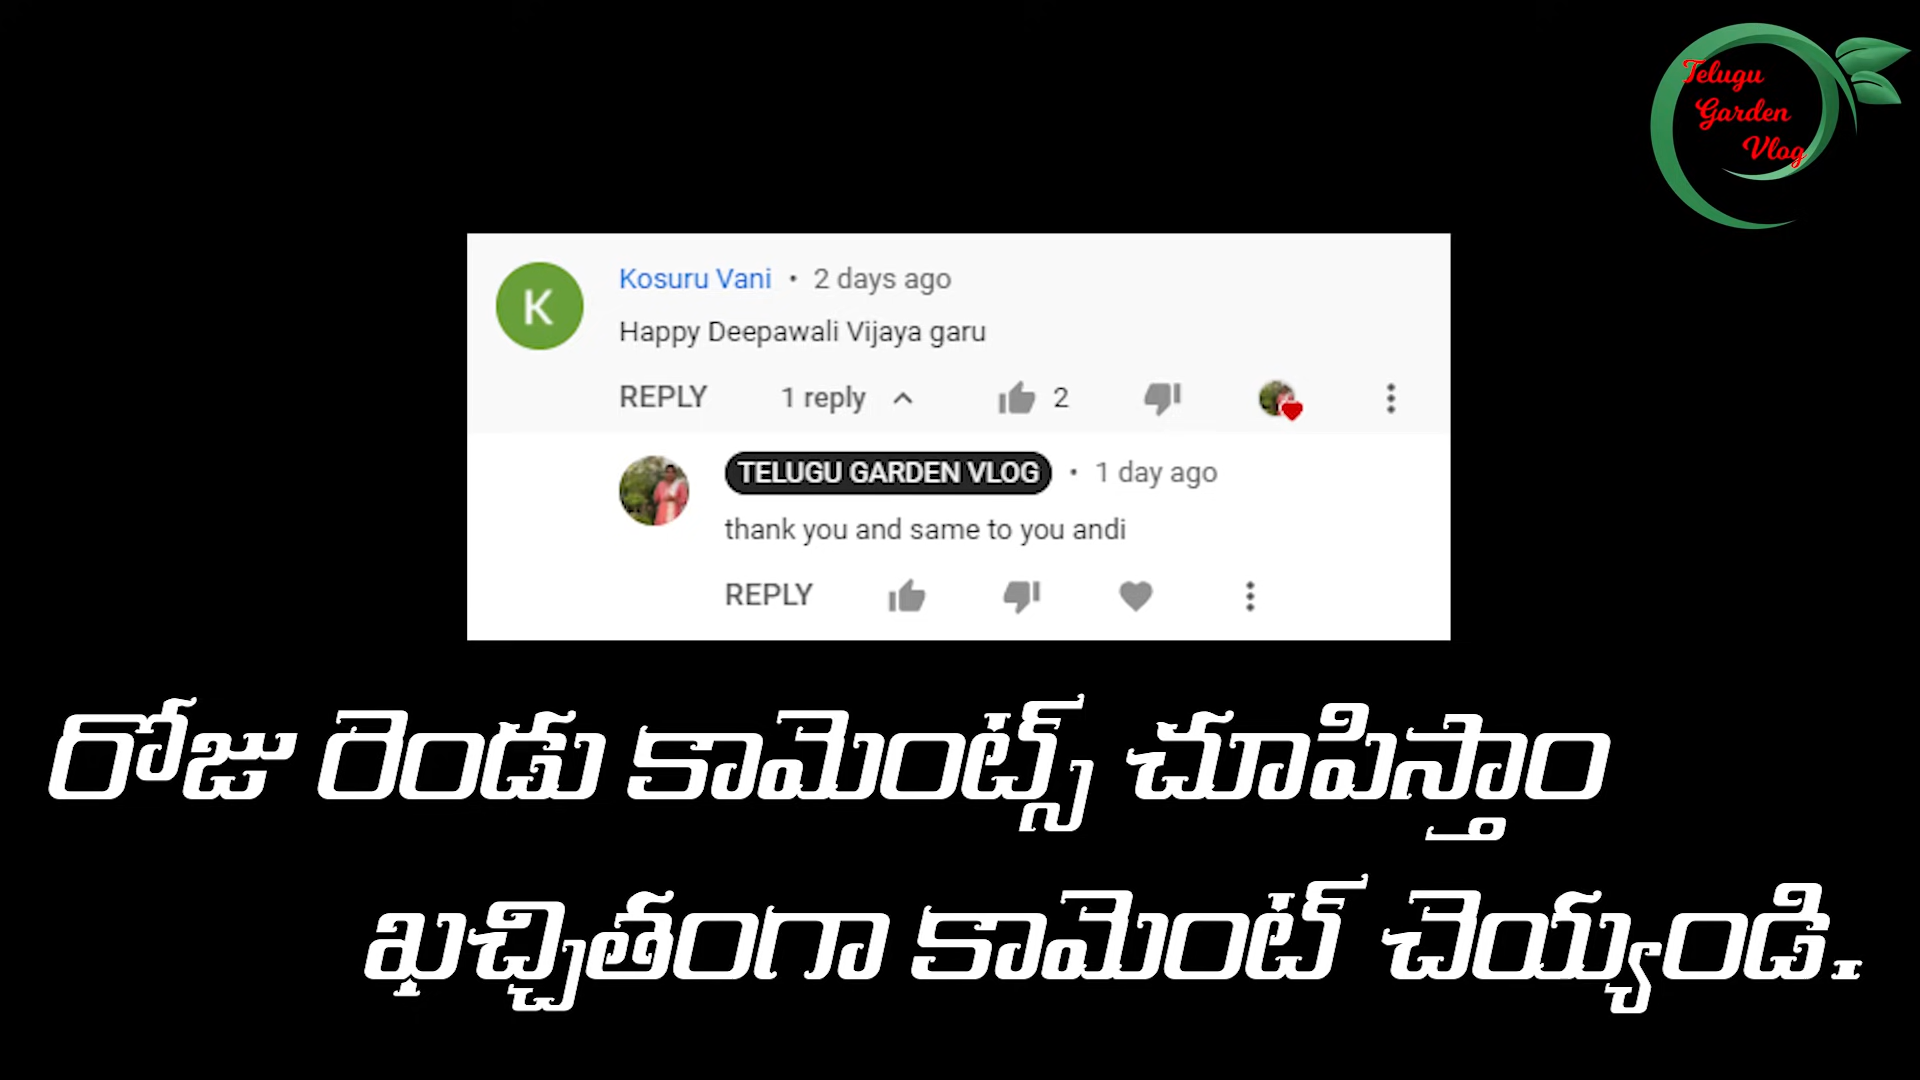 Telugu
Garden
Vlog
K
Kosuru Vani • 2 days ago
Happy Deepawali Vijaya garu
REPLY 1 reply 2
TELUGU GARDEN VLOG • 1 day ago
thank you and same to you andi
REPLY
రోజు రెండు కామెంట్స్ చూపిస్తాం
ఖచ్చితంగా కామెంట్ చెయ్యండి.